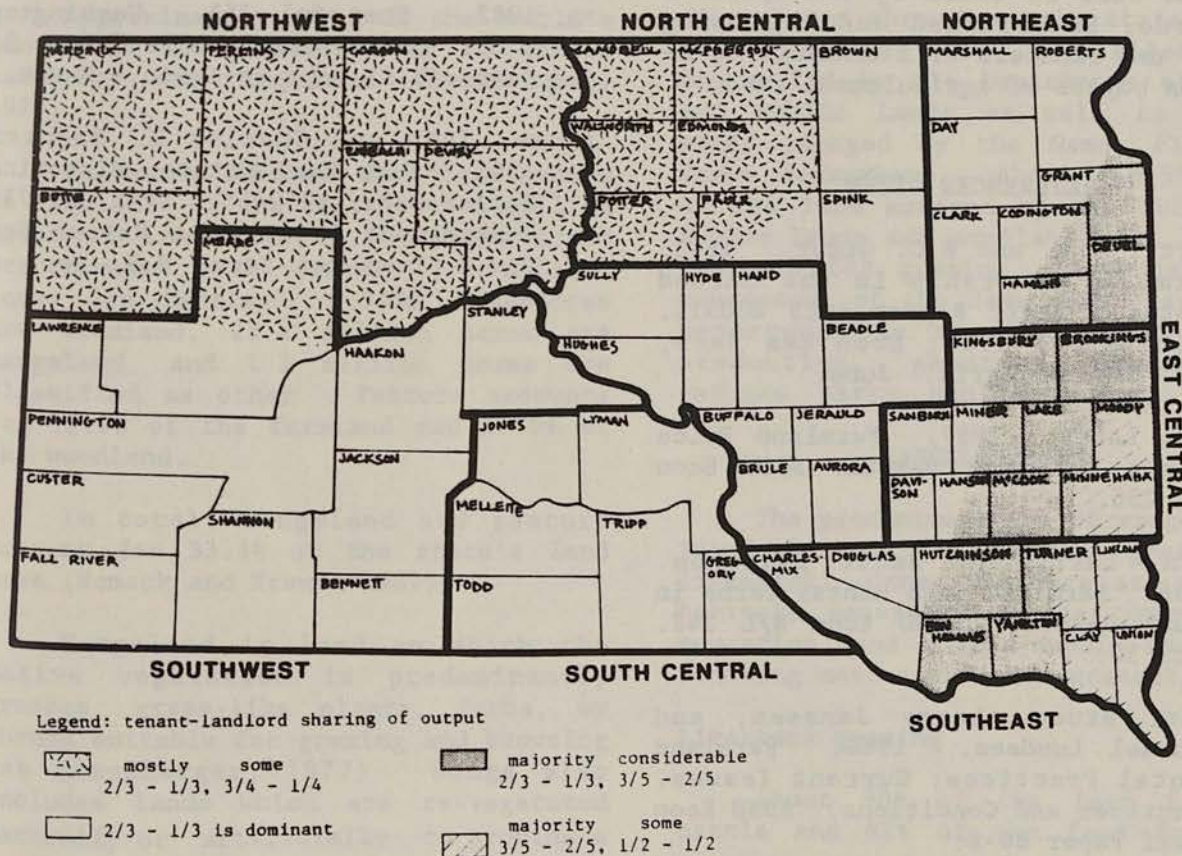 NORTHWEST NORTH CENTRAL NORTHEAST
HARDING PERKINS CORSON CAMPBELL McPHERSON BROWN MARSHALL ROBERTS
WALWORTH EDMUNDS DAY
DEWEY
GRANT
BUTTE POTTER FAULK SPINK CLARK CODINGTON
MEADE DEUEL
SULLY HYDE HAND HAMLIN
STANLEY
LAWRENCE HAAKON HUGHES BEADLE KINGSBURY BROOKINGS
EAST CENTRAL
PENNINGTON JONES LYMAN BUFFALO JERAULD SANBORN MINER LAKE MOODY
JACKSON BRULE AURORA
CUSTER DAVI-
SON HANSON McCOOK MINNEHAHA
SHANNON MELLETTE TRIPP
FALL RIVER GREG-
ORY CHARLES-
MIX DOUGLAS HUTCHINSON TURNER LINCOLN
BENNETT TODD
YANKTON CLAY UNION
SOUTHWEST SOUTH CENTRAL
SOUTHEAST
Legend: tenant-landlord sharing of output
mostly some
2/3 - 1/3, 3/4 - 1/4
2/3 - 1/3 is dominant
majority considerable
2/3 - 1/3, 3/5 - 2/5
majority some
3/5 - 2/5, 1/2 - 1/2